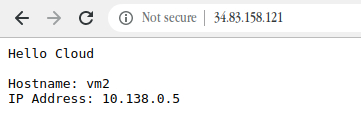 Not secure 34.83.158.121
Hello Cloud
Hostname: vm2
IP Address: 10.138.0.5